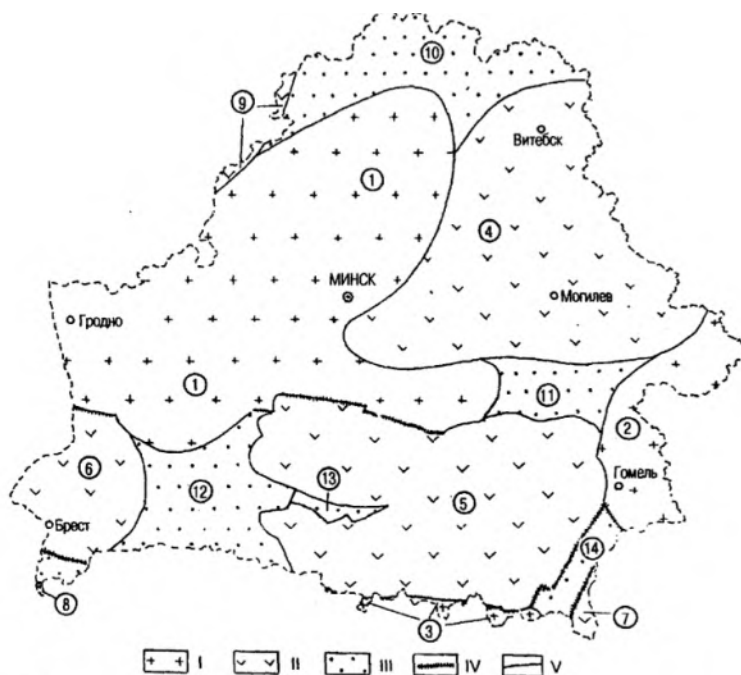 10
9
Витебск
1
4
МИНСК
Могилев
Гродно
1
11
2
6
13
12
5
Гомель
Брест
14
8
3
7
I II III IV V